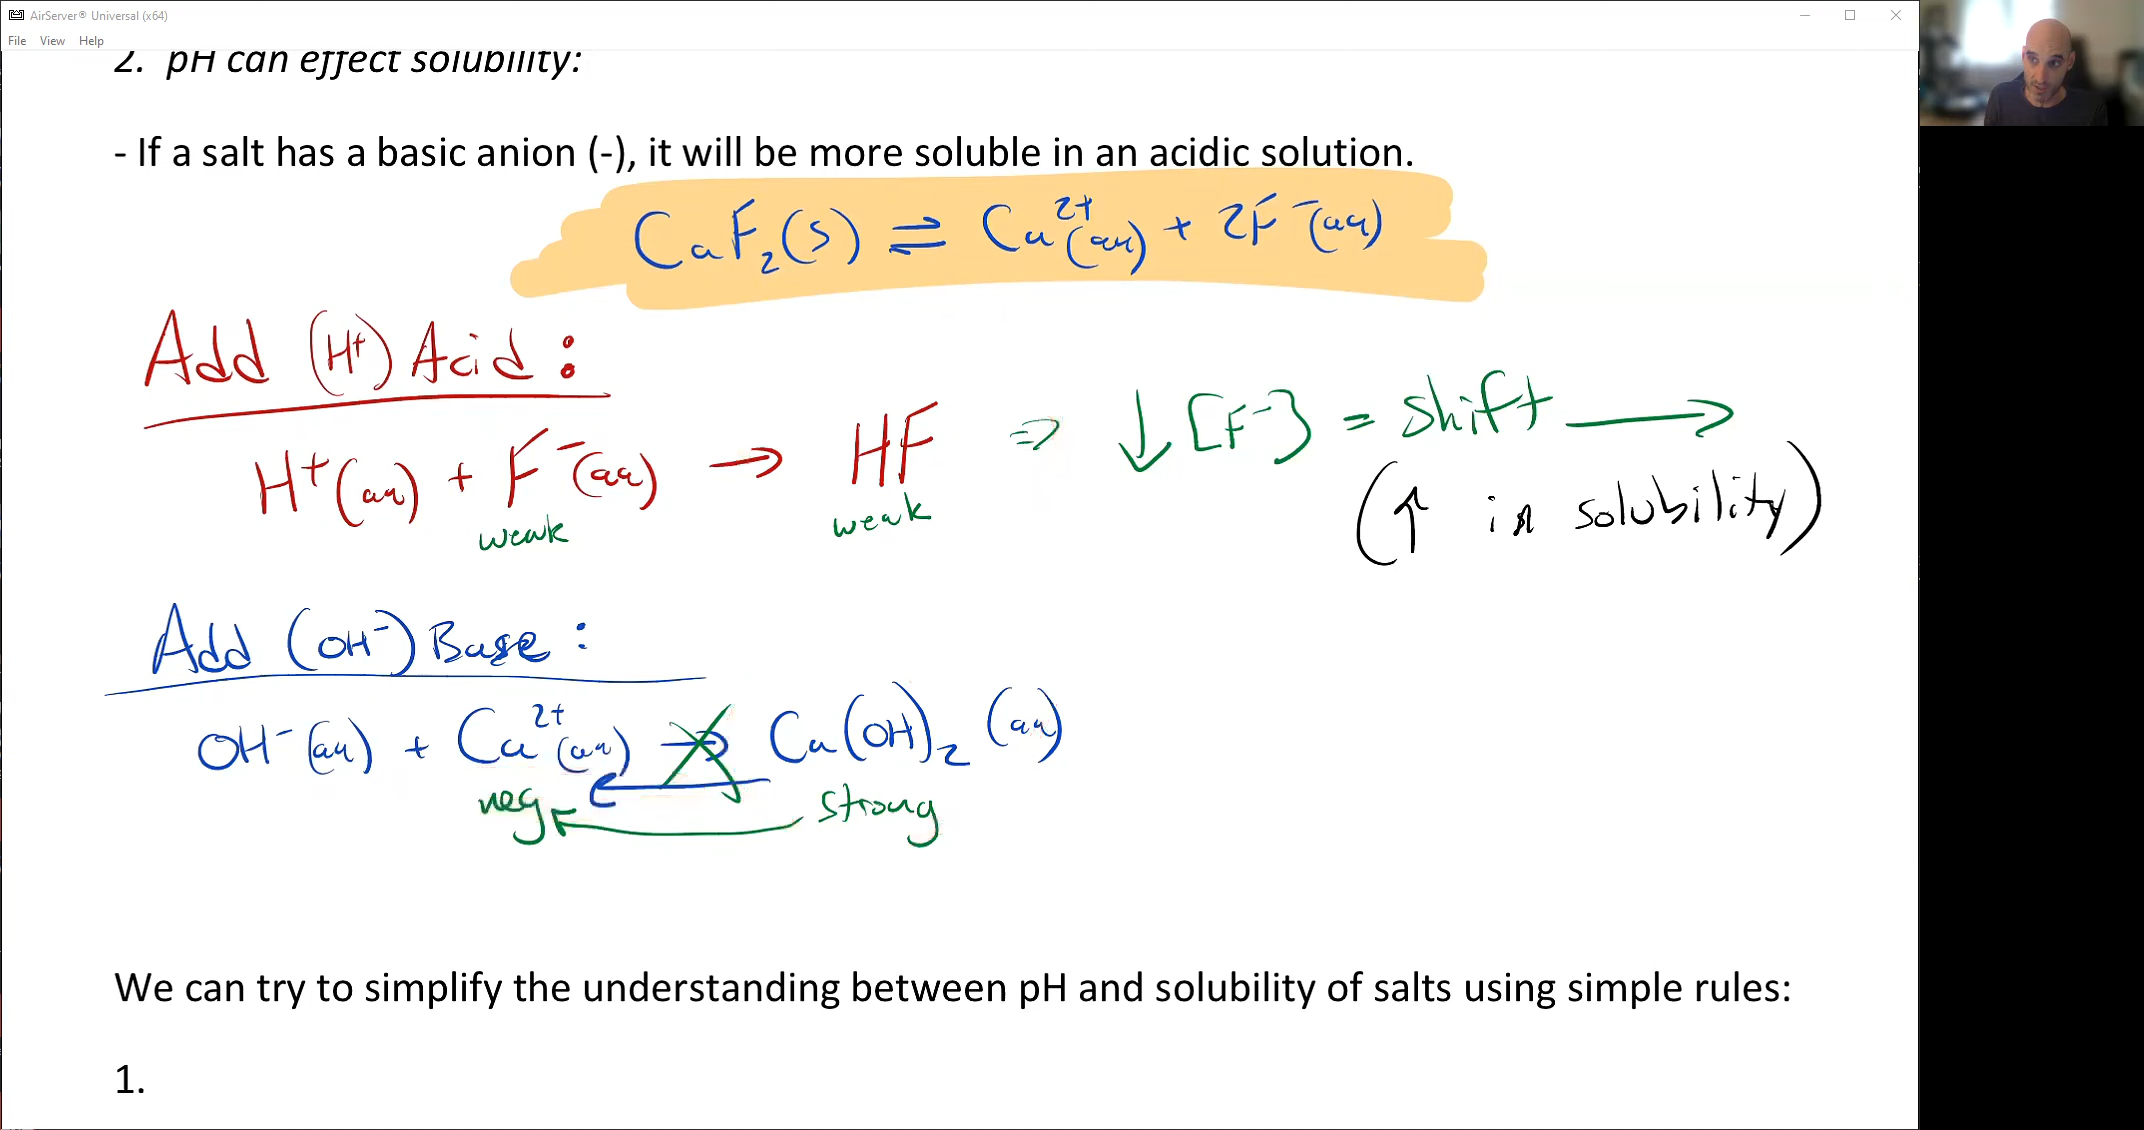 AirServer® Universal (x64)
File View Help
2. pH can effect solubility:
- If a salt has a basic anion (-), it will be more soluble in an acidic solution.
CaF₂(s) ⇌ Ca²⁺(aq) + 2F⁻(aq)
Add (H⁺) Acid :
H⁺(aq) + F⁻(aq) → HF ⇒ ↓ [F⁻] = shift →
weak weak
(↑ in solubility)
Add (OH⁻) Base :
OH⁻(aq) + Ca²⁺(aq) → Ca(OH)₂ (aq)
neg ← strong
We can try to simplify the understanding between pH and solubility of salts using simple rules:
1.